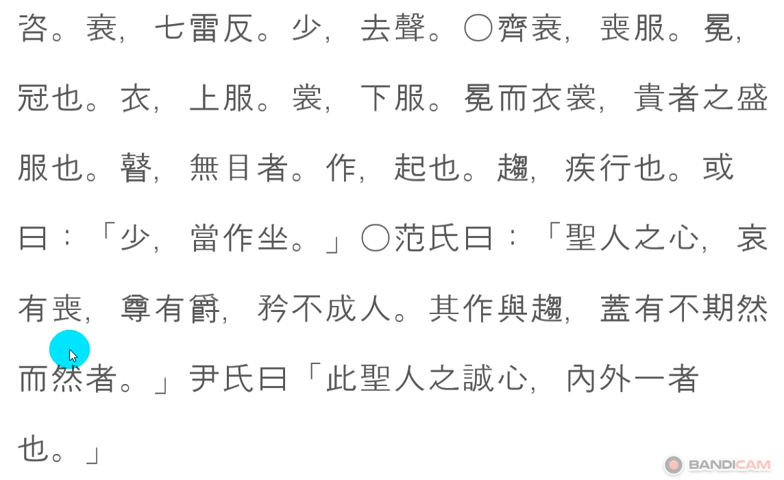 咨。衰，七雷反。少，去聲。〇齊衰，喪服。冕，
冠也。衣，上服。裳，下服。冕而衣裳，貴者之盛
服也。瞽，無目者。作，起也。趨，疾行也。或
曰：「少，當作坐。」〇范氏曰：「聖人之心，哀
有喪，尊有爵，矜不成人。其作與趨，蓋有不期然
而然者。」尹氏曰「此聖人之誠心，內外一者
也。」
BANDICAM